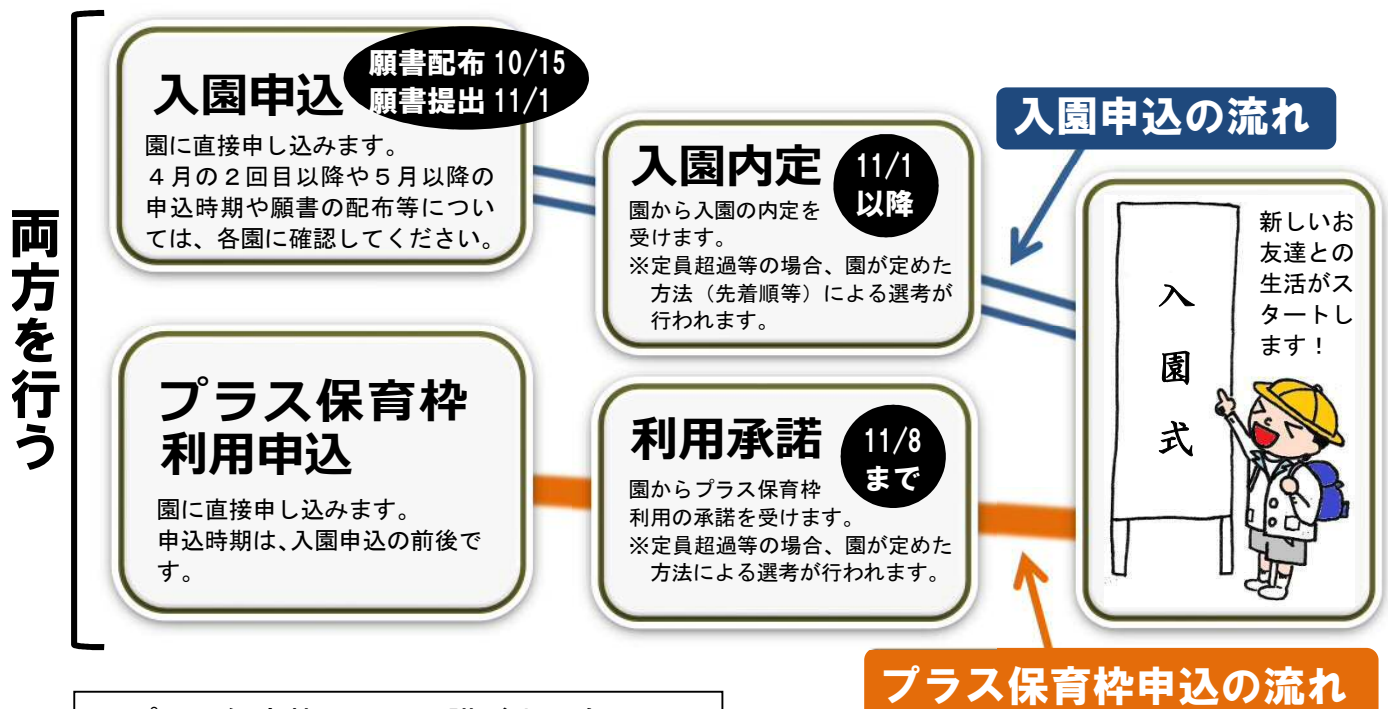 両方を行う
入園申込
願書配布 10/15
願書提出 11/1
園に直接申し込みます。
４月の２回目以降や５月以降の
申込時期や願書の配布等につい
ては、各園に確認してください。
プラス保育枠
利用申込
園に直接申し込みます。
申込時期は、入園申込の前後で
す。
入園内定
11/1
以降
園から入園の内定を
受けます。
※定員超過等の場合、園が定めた
方法（先着順等）による選考が
行われます。
利用承諾
11/8
まで
園からプラス保育枠
利用の承諾を受けます。
※定員超過等の場合、園が定めた
方法による選考が行われます。
入園申込の流れ
入園式
新しいお
友達との
生活がス
タートし
ます！
プラス保育枠申込の流れ